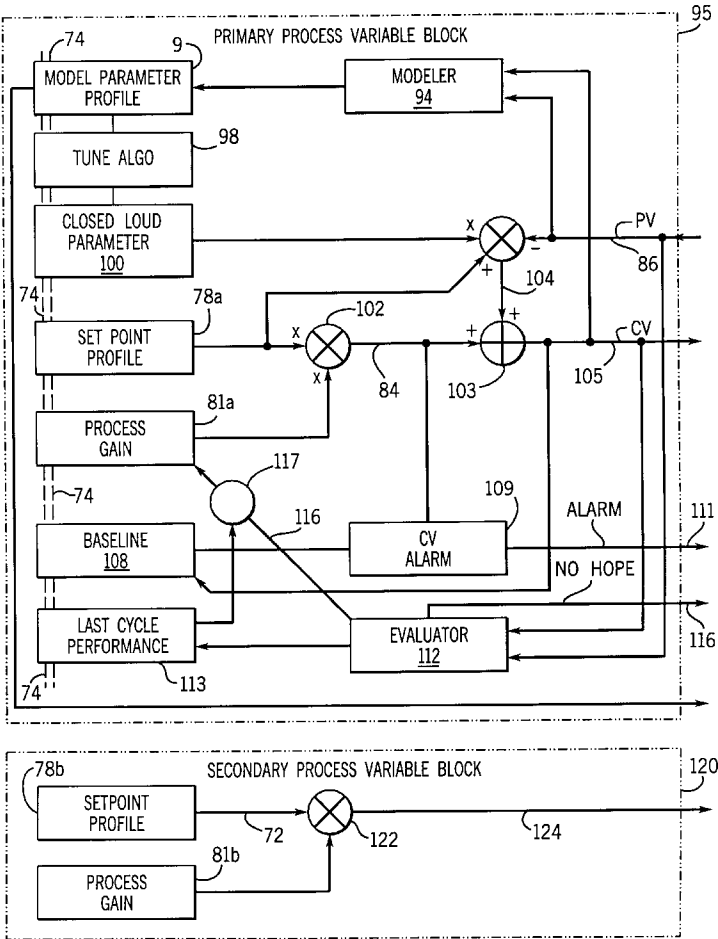 95
74
9
PRIMARY PROCESS VARIABLE BLOCK
MODEL PARAMETER
PROFILE
MODELER
94
98
TUNE ALGO
CLOSED LOUD
PARAMETER
100
x
+
−
PV
86
104
74
78a
102
SET POINT
PROFILE
x
x
84
+
+
103
CV
105
81a
PROCESS
GAIN
117
74
116
109
ALARM
111
BASELINE
108
CV
ALARM
NO HOPE
LAST CYCLE
PERFORMANCE
EVALUATOR
112
116
74
113
78b
SECONDARY PROCESS VARIABLE BLOCK
120
SETPOINT
PROFILE
72
122
124
81b
PROCESS
GAIN